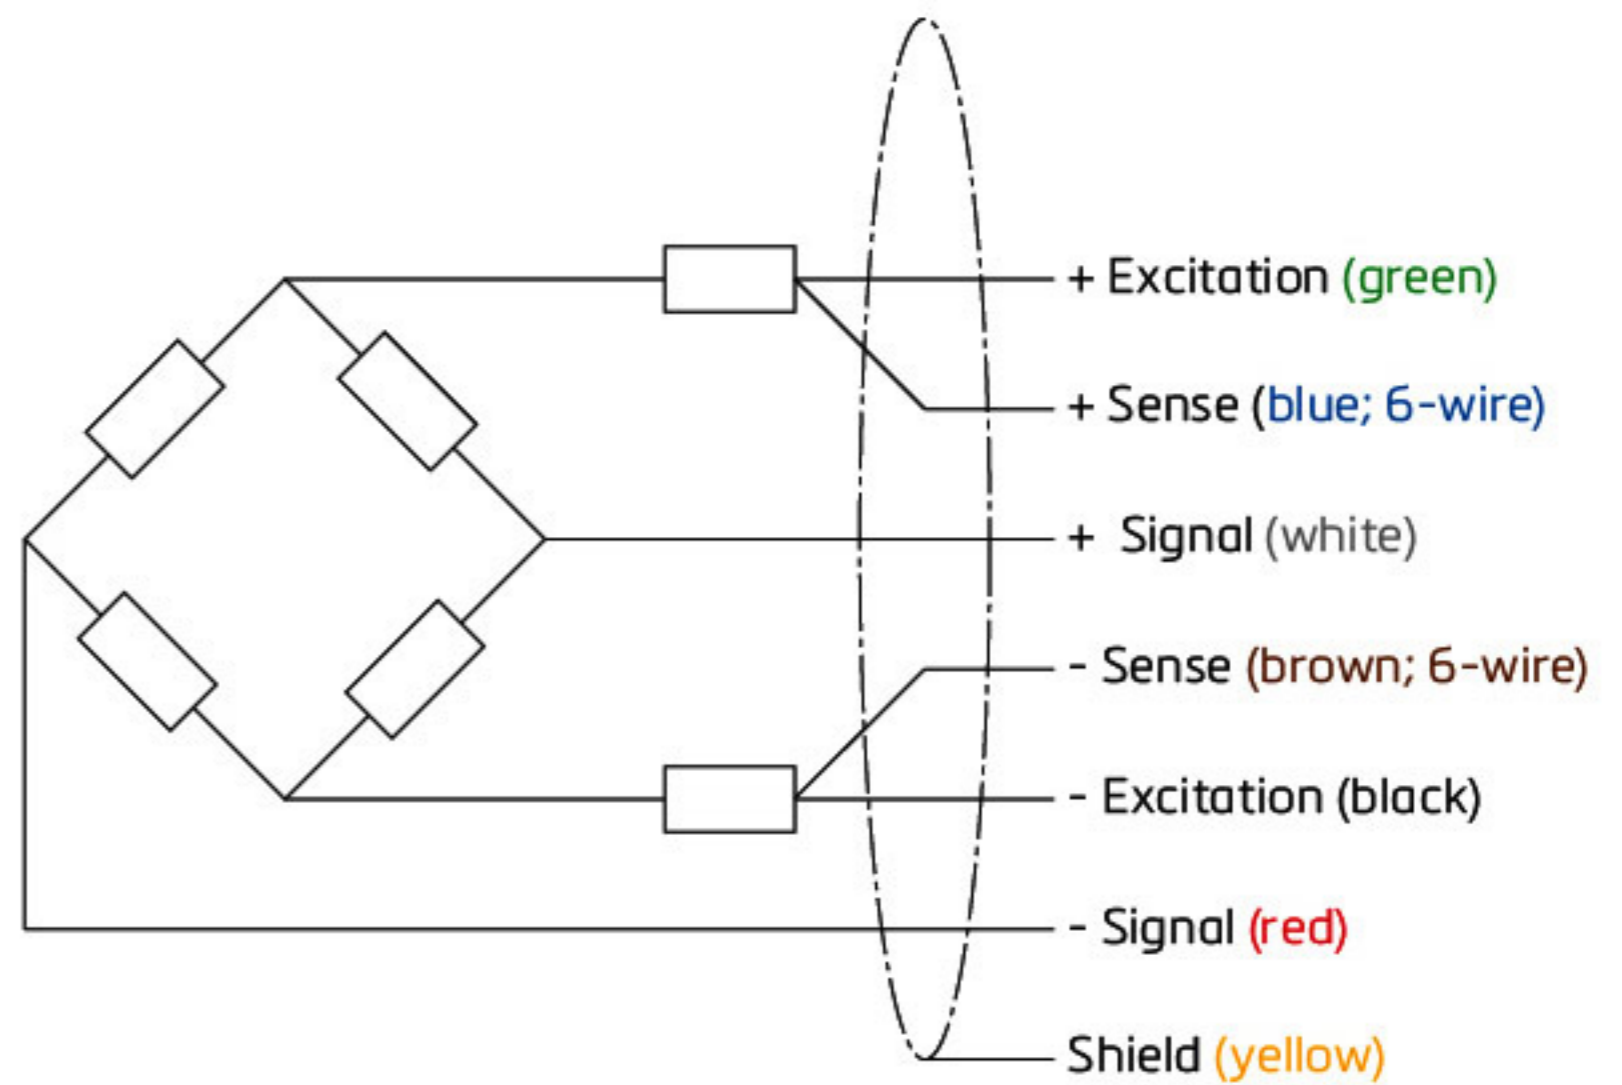 + Excitation (green)
+ Sense (blue; 6-wire)
+ Signal (white)
- Sense (brown; 6-wire)
- Excitation (black)
- Signal (red)
Shield (yellow)